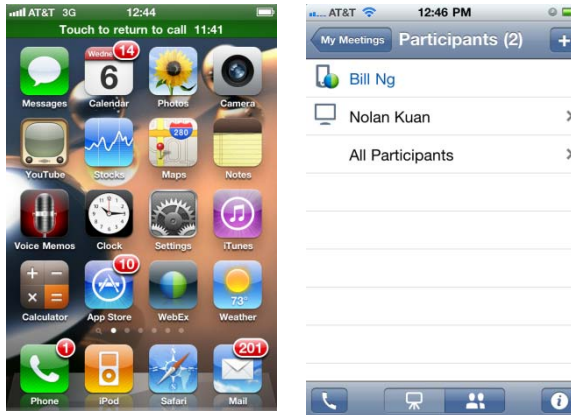 AT&T 3G 12:44
Touch to return to call 11:41
14
Wednes
6
Messages Calendar Photos Camera
280
YouTube Stocks Maps Notes
Voice Memos Clock Settings iTunes
10
73°
Calculator App Store WebEx Weather
1 201
Phone iPod Safari Mail
AT&T 12:46 PM
My Meetings Participants (2) +
Bill Ng
Nolan Kuan
All Participants